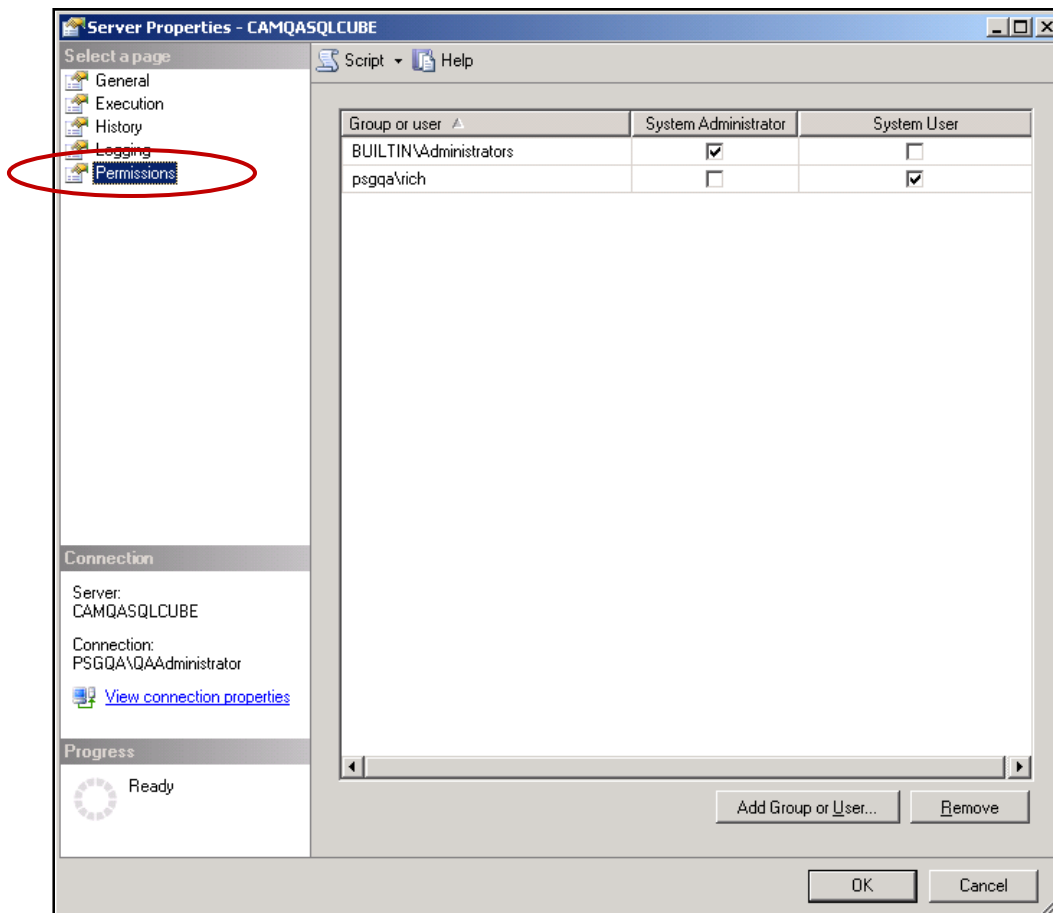 Server Properties - CAMQASQLCUBE
Select a page
General
Execution
History
Logging
Permissions
Script
Help
Group or user System Administrator System User
BUILTIN\Administrators
psgqa\rich
Connection
Server:
CAMQASQLCUBE
Connection:
PSGQA\QAAdministrator
View connection properties
Progress
Ready
Add Group or User... Remove
OK Cancel